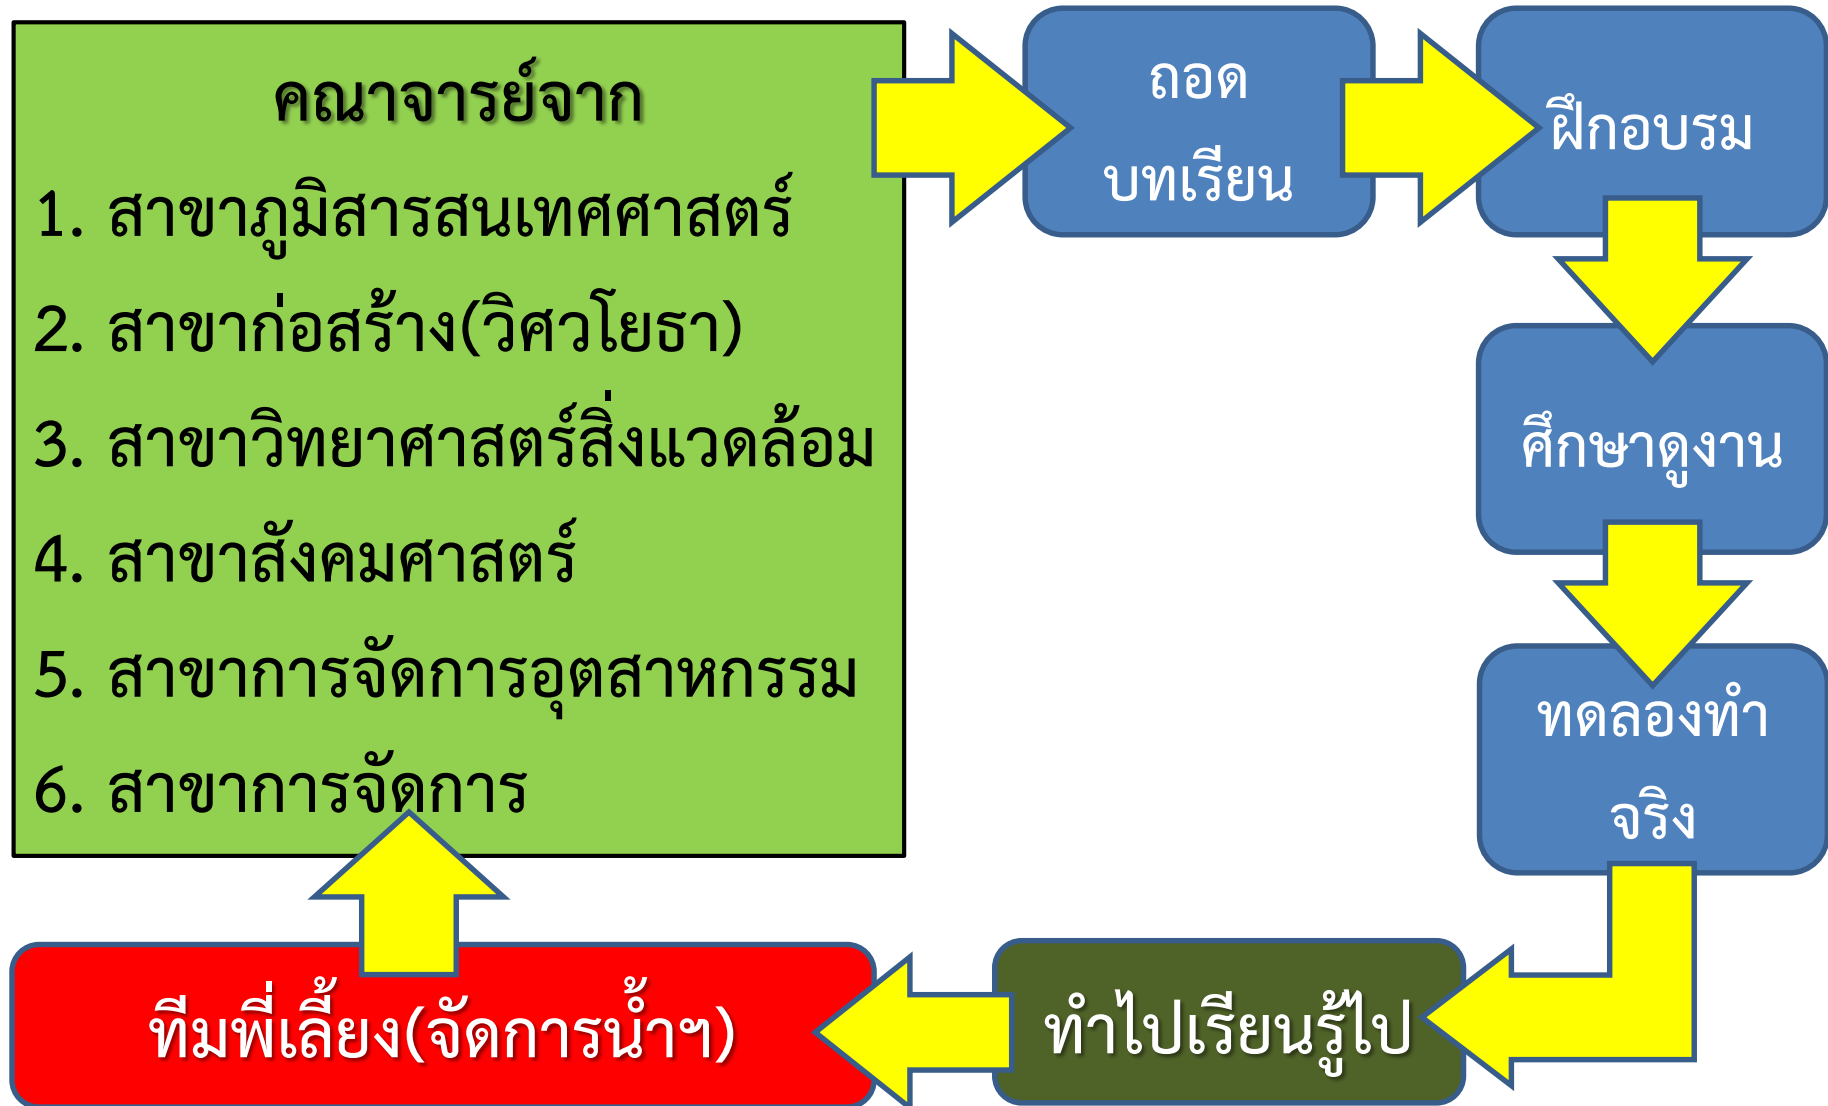 คณาจารย์จาก
1. สาขาภูมิสารสนเทศศาสตร์
2. สาขาก่อสร้าง(วิศวโยธา)
3. สาขาวิทยาศาสตร์สิ่งแวดล้อม
4. สาขาสังคมศาสตร์
5. สาขาการจัดการอุตสาหกรรม
6. สาขาการจัดการ
ถอด
บทเรียน
ฝึกอบรม
ศึกษาดูงาน
ทดลองทำ
จริง
ทำไปเรียนรู้ไป
ทีมพี่เลี้ยง(จัดการน้ำฯ)